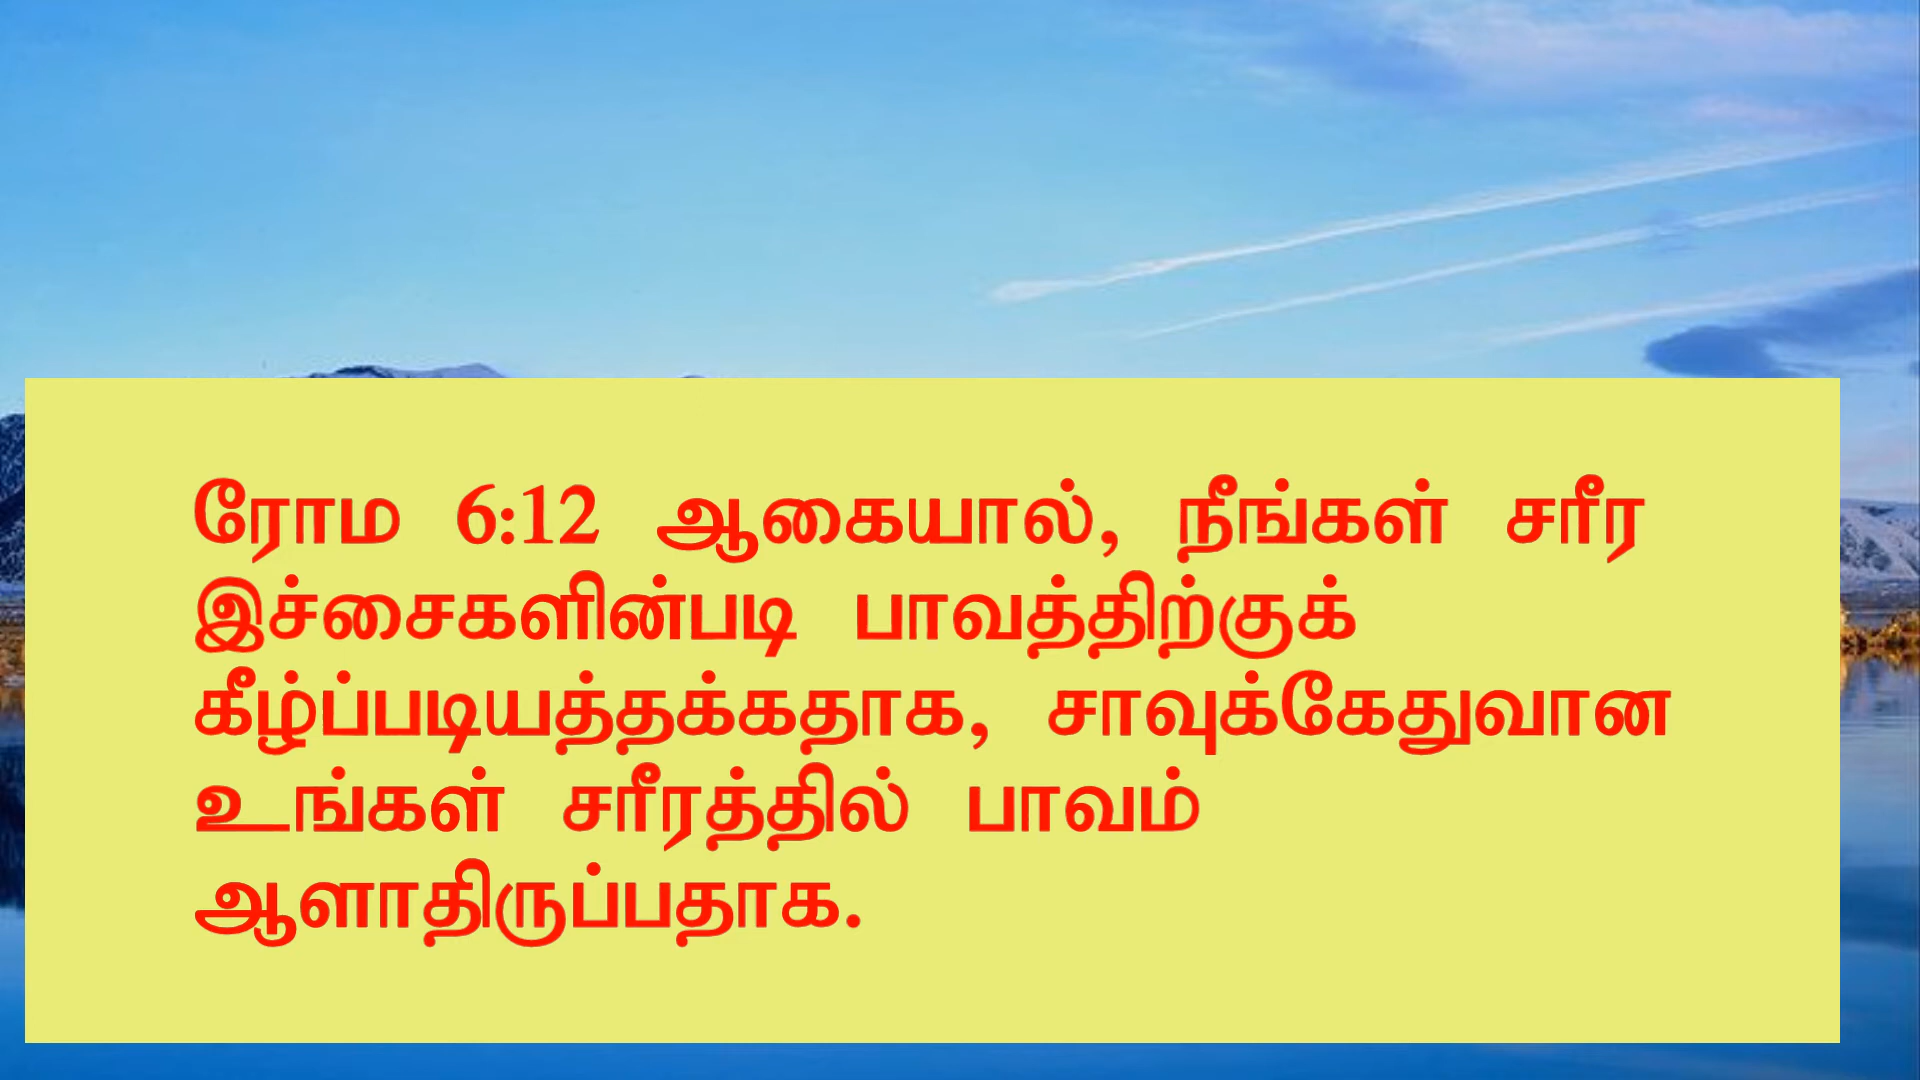 ரோம 6:12 ஆகையால், நீங்கள் சரீர
இச்சைகளின்படி பாவத்திற்குக்
கீழ்ப்படியத்தக்கதாக, சாவுக்கேதுவான
உங்கள் சரீரத்தில் பாவம்
ஆளாதிருப்பதாக.